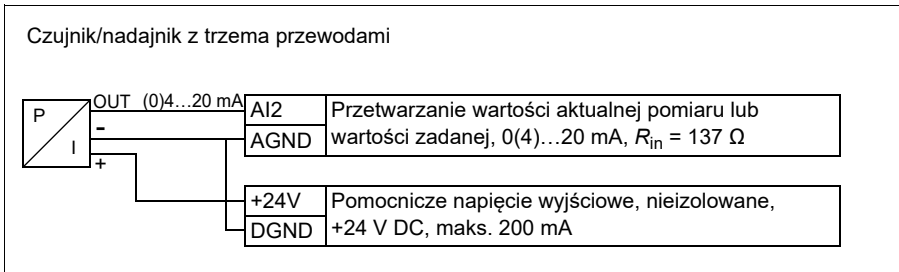 Czujnik/nadajnik z trzema przewodami
P
I
OUT (0)4…20 mA
-
+
AI2
AGND
Przetwarzanie wartości aktualnej pomiaru lub
wartości zadanej, 0(4)…20 mA, Rin = 137 Ω
+24V
DGND
Pomocnicze napięcie wyjściowe, nieizolowane,
+24 V DC, maks. 200 mA